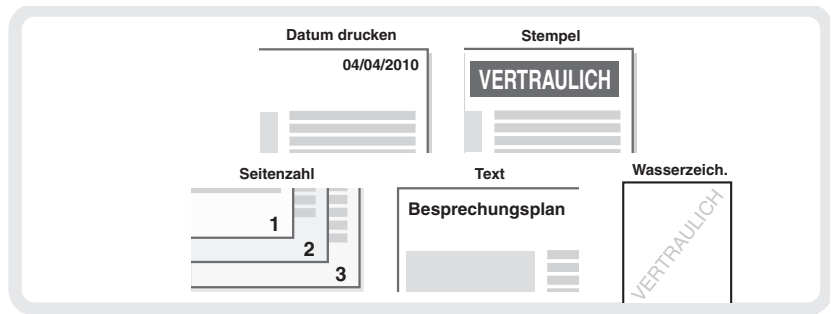 Datum drucken
04/04/2010
Stempel
VERTRAULICH
Seitenzahl
1
2
3
Text
Besprechungsplan
Wasserzeich.
VERTRAULICH